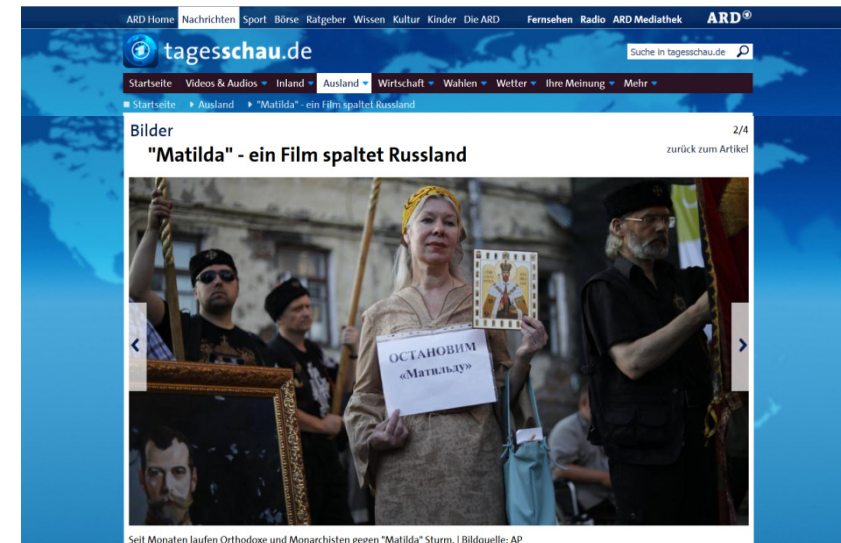 ARD Home Nachrichten Sport Börse Ratgeber Wissen Kultur Kinder Die ARD Fernsehen Radio ARD Mediathek ARD
tagesschau.de
Suche in tagesschau.de
Startseite Videos & Audios Inland Ausland Wirtschaft Wahlen Wetter Ihre Meinung Mehr
Startseite Ausland "Matilda" - ein Film spaltet Russland
Bilder 2/4
"Matilda" - ein Film spaltet Russland zurück zum Artikel
ОСТАНОВИМ
«Матильду»
Seit Monaten laufen Orthodoxe und Monarchisten gegen "Matilda" Sturm. | Bildquelle: AP